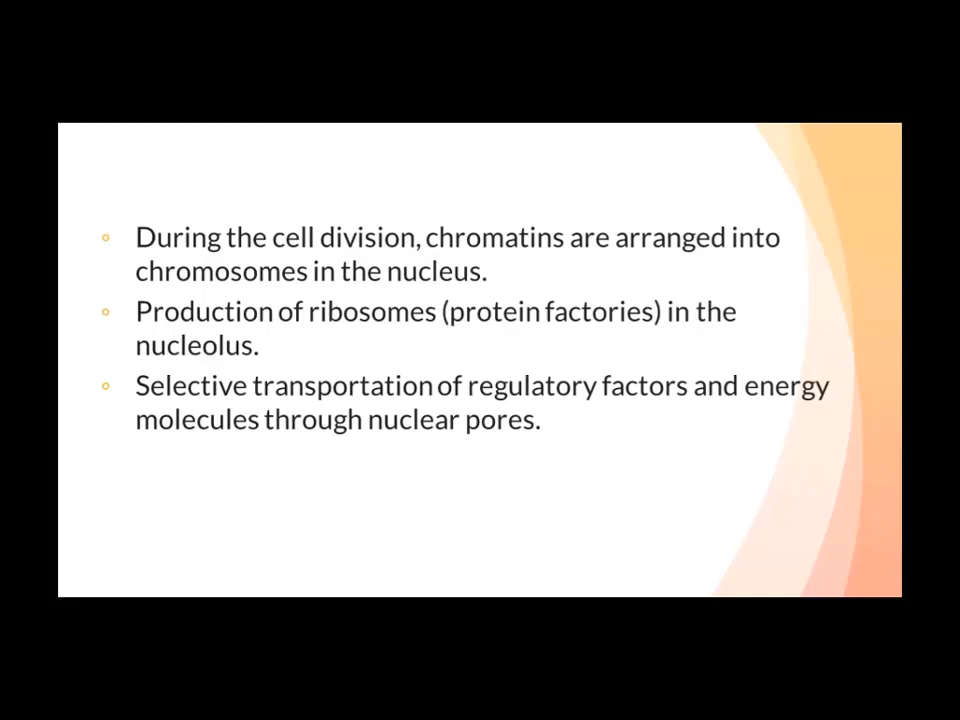 During the cell division, chromatins are arranged into
chromosomes in the nucleus.
Production of ribosomes (protein factories) in the
nucleolus.
Selective transportation of regulatory factors and energy
molecules through nuclear pores.